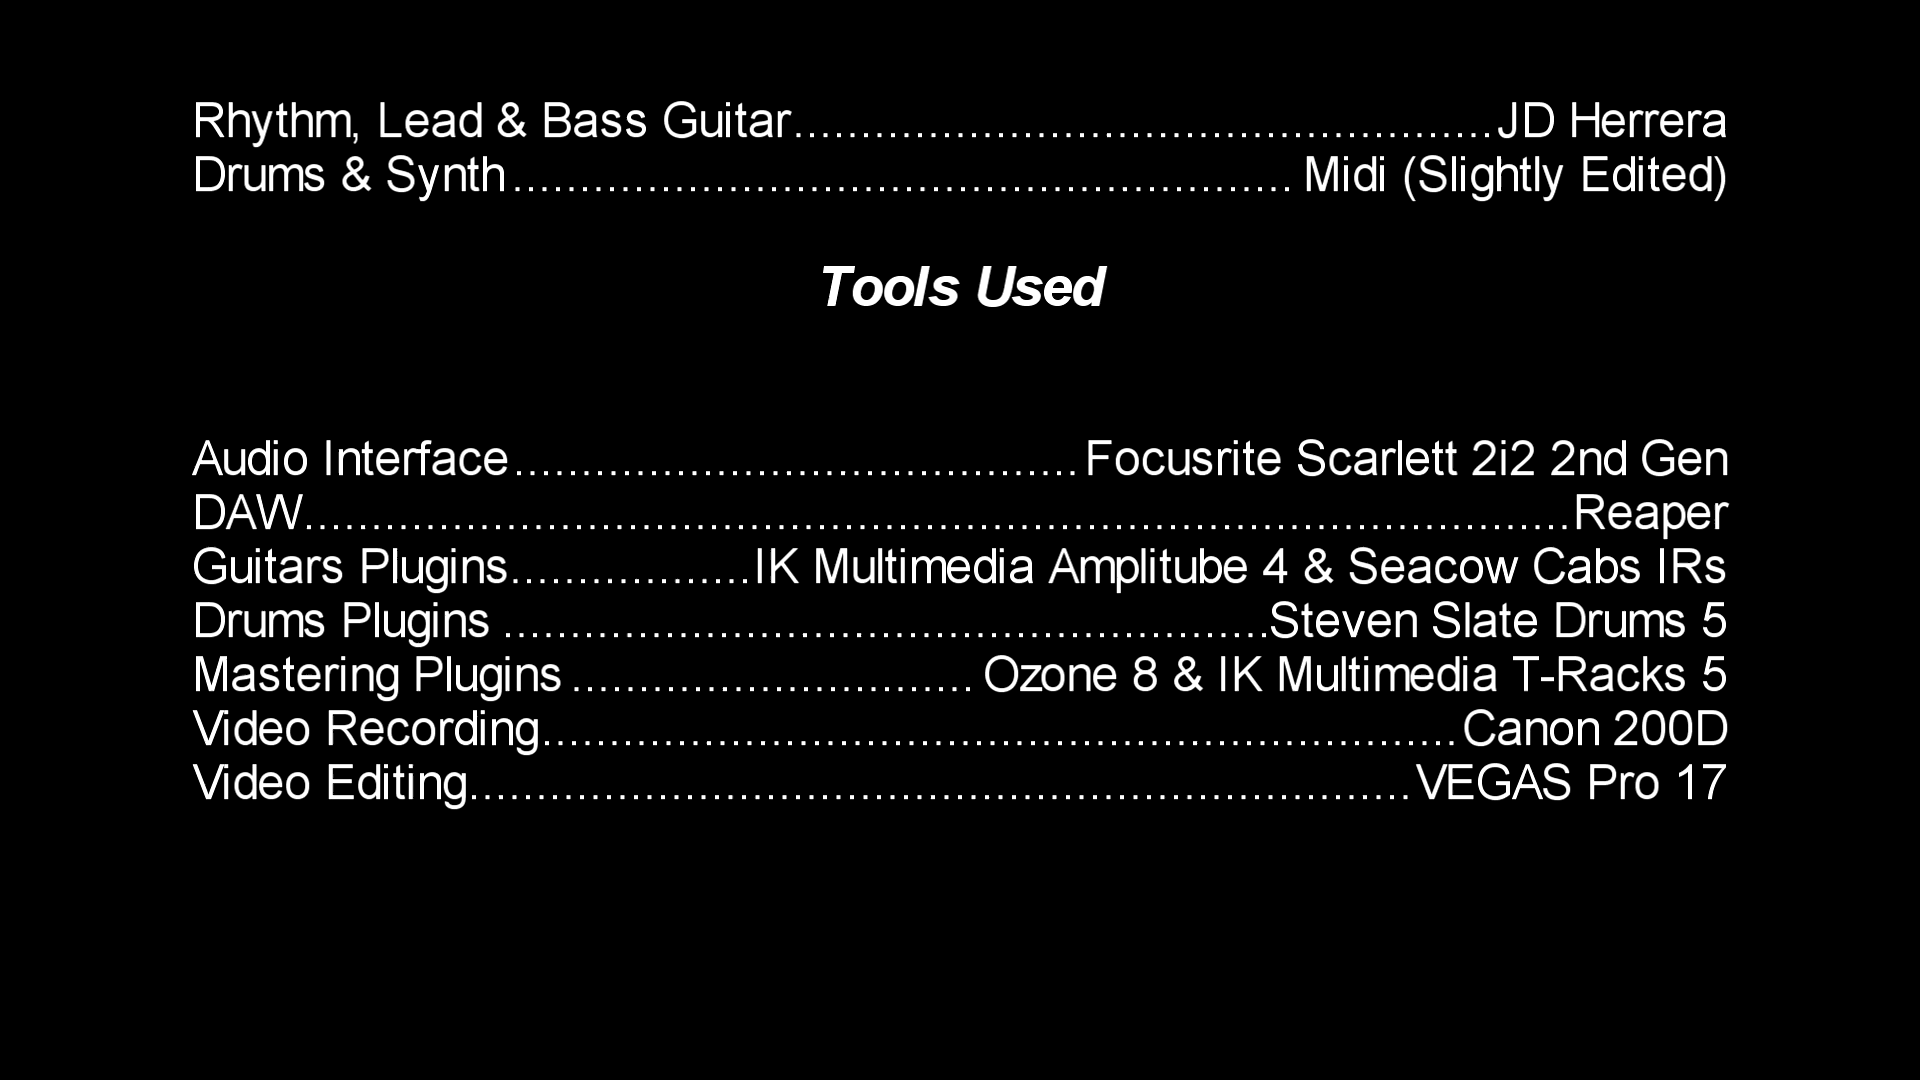 Rhythm, Lead & Bass Guitar....................................................JD Herrera
Drums & Synth.......................................................... Midi (Slightly Edited)
Tools Used
Audio Interface.......................................... Focusrite Scarlett 2i2 2nd Gen
DAW..............................................................................................Reaper
Guitars Plugins..................IK Multimedia Amplitube 4 & Seacow Cabs IRs
Drums Plugins .........................................................Steven Slate Drums 5
Mastering Plugins .............................. Ozone 8 & IK Multimedia T-Racks 5
Video Recording....................................................................Canon 200D
Video Editing......................................................................VEGAS Pro 17